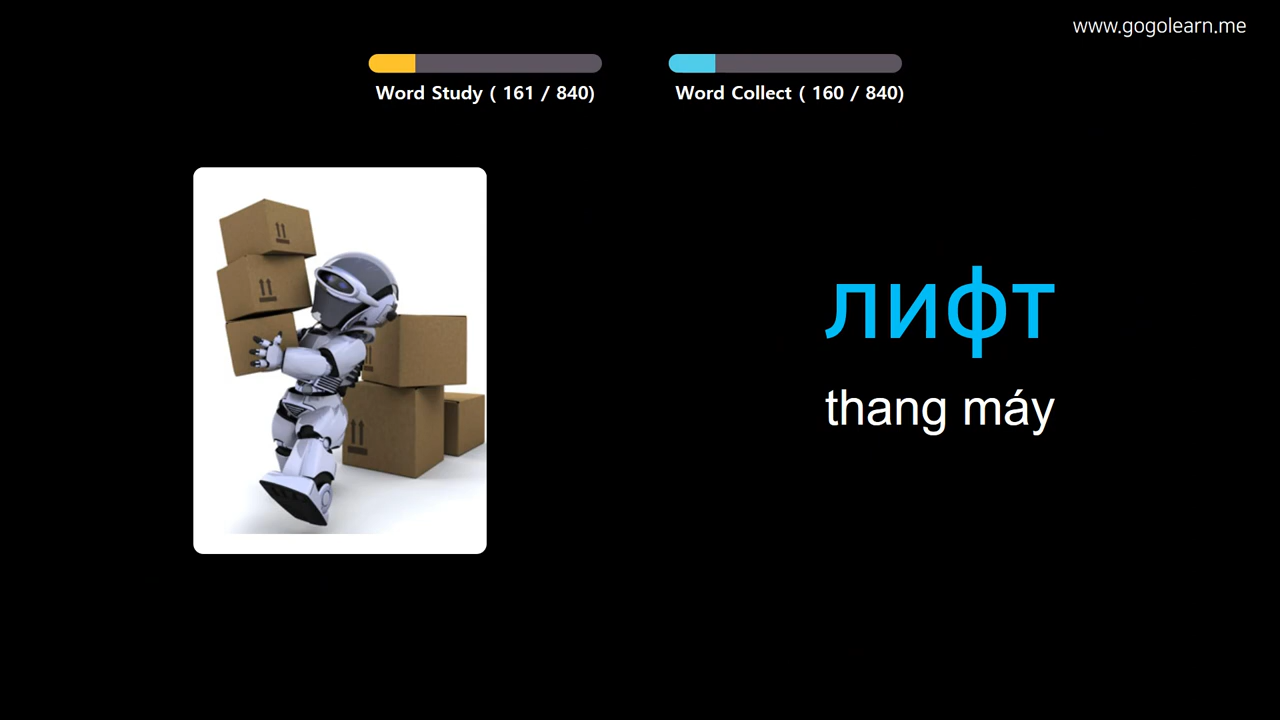 www.gogolearn.me
Word Study ( 161 / 840)
Word Collect ( 160 / 840)
лифт
thang máy